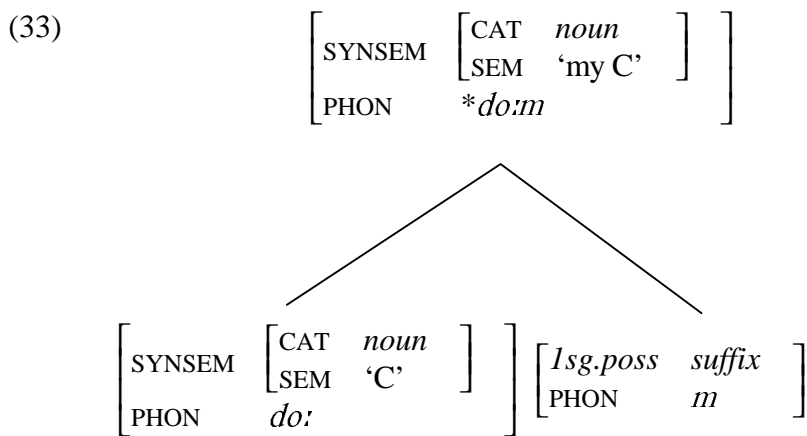 (33)
SYNSEM CAT noun
SEM ‘my C’
PHON *do:m
SYNSEM CAT noun
SEM ‘C’
PHON do:
1sg.poss suffix
PHON m